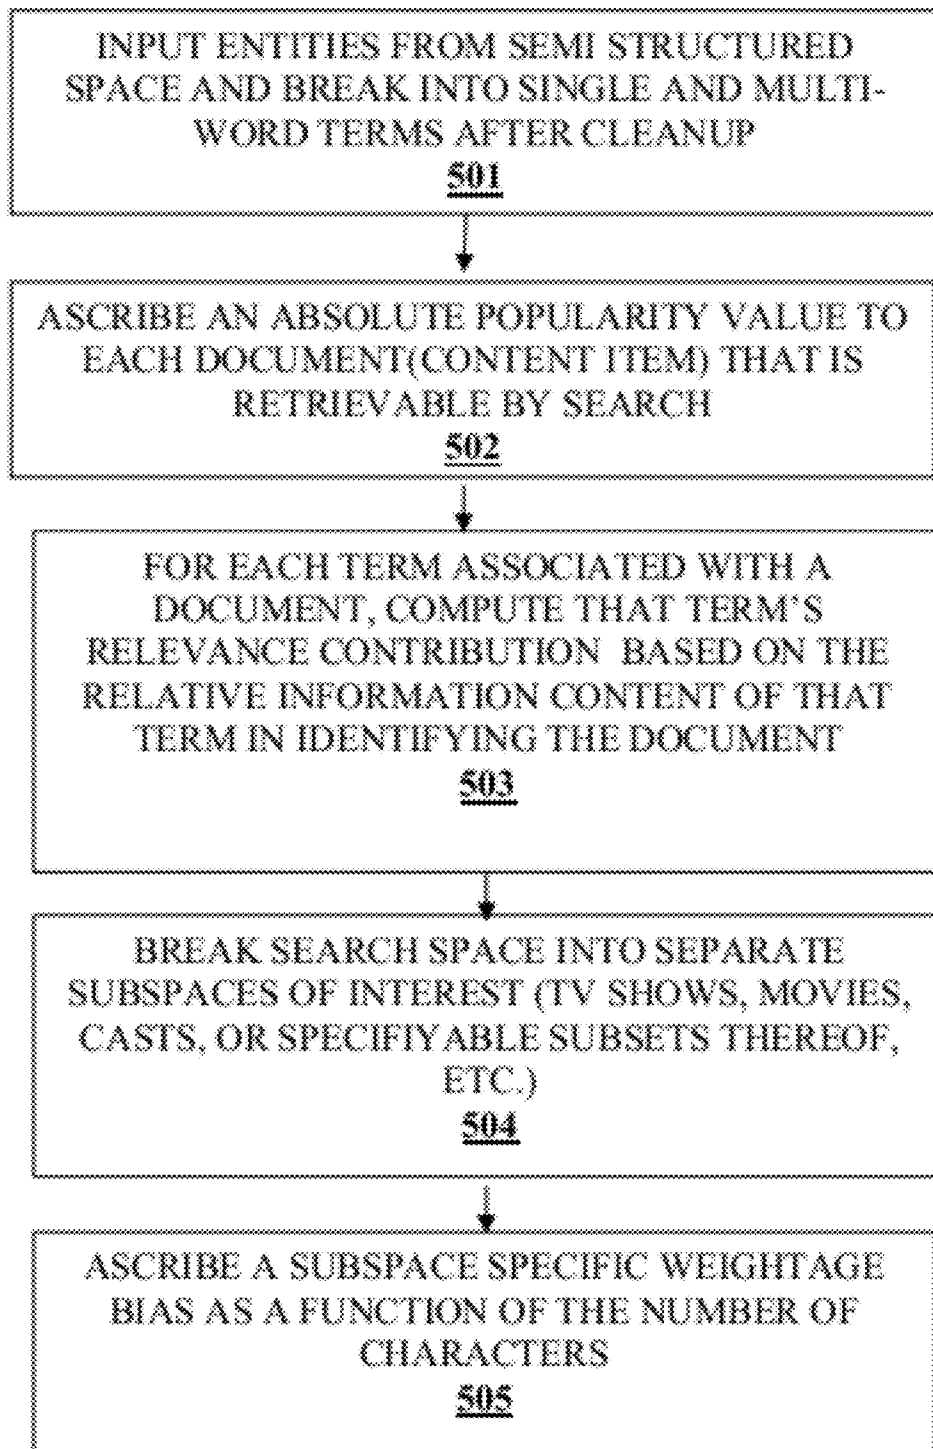 INPUT ENTITIES FROM SEMI STRUCTURED
SPACE AND BREAK INTO SINGLE AND MULTI-
WORD TERMS AFTER CLEANUP
501
ASCRIBE AN ABSOLUTE POPULARITY VALUE TO
EACH DOCUMENT(CONTENT ITEM) THAT IS
RETRIEVABLE BY SEARCH
502
FOR EACH TERM ASSOCIATED WITH A
DOCUMENT, COMPUTE THAT TERM'S
RELEVANCE CONTRIBUTION BASED ON THE
RELATIVE INFORMATION CONTENT OF THAT
TERM IN IDENTIFYING THE DOCUMENT
503
BREAK SEARCH SPACE INTO SEPARATE
SUBSPACES OF INTEREST (TV SHOWS, MOVIES,
CASTS, OR SPECIFIYABLE SUBSETS THEREOF,
ETC.)
504
ASCRIBE A SUBSPACE SPECIFIC WEIGHTAGE
BIAS AS A FUNCTION OF THE NUMBER OF
CHARACTERS
505